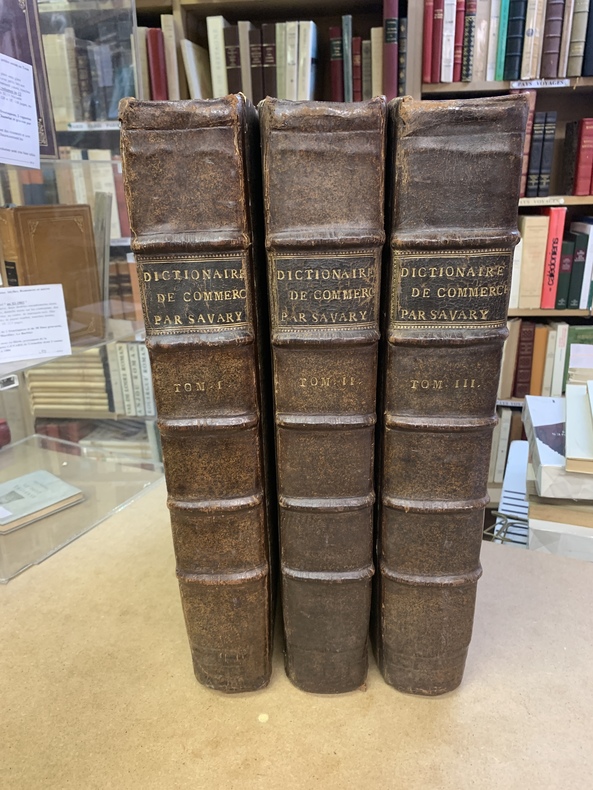 DICTIONAIRE
DE COMMERC
PAR SAVARY
TOM. I.
DICTIONAIRE
DE COMMERC
PAR SAVARY
TOM. II.
DICTIONAIRE
DE COMMERCE
PAR SAVARY
TOM. III.